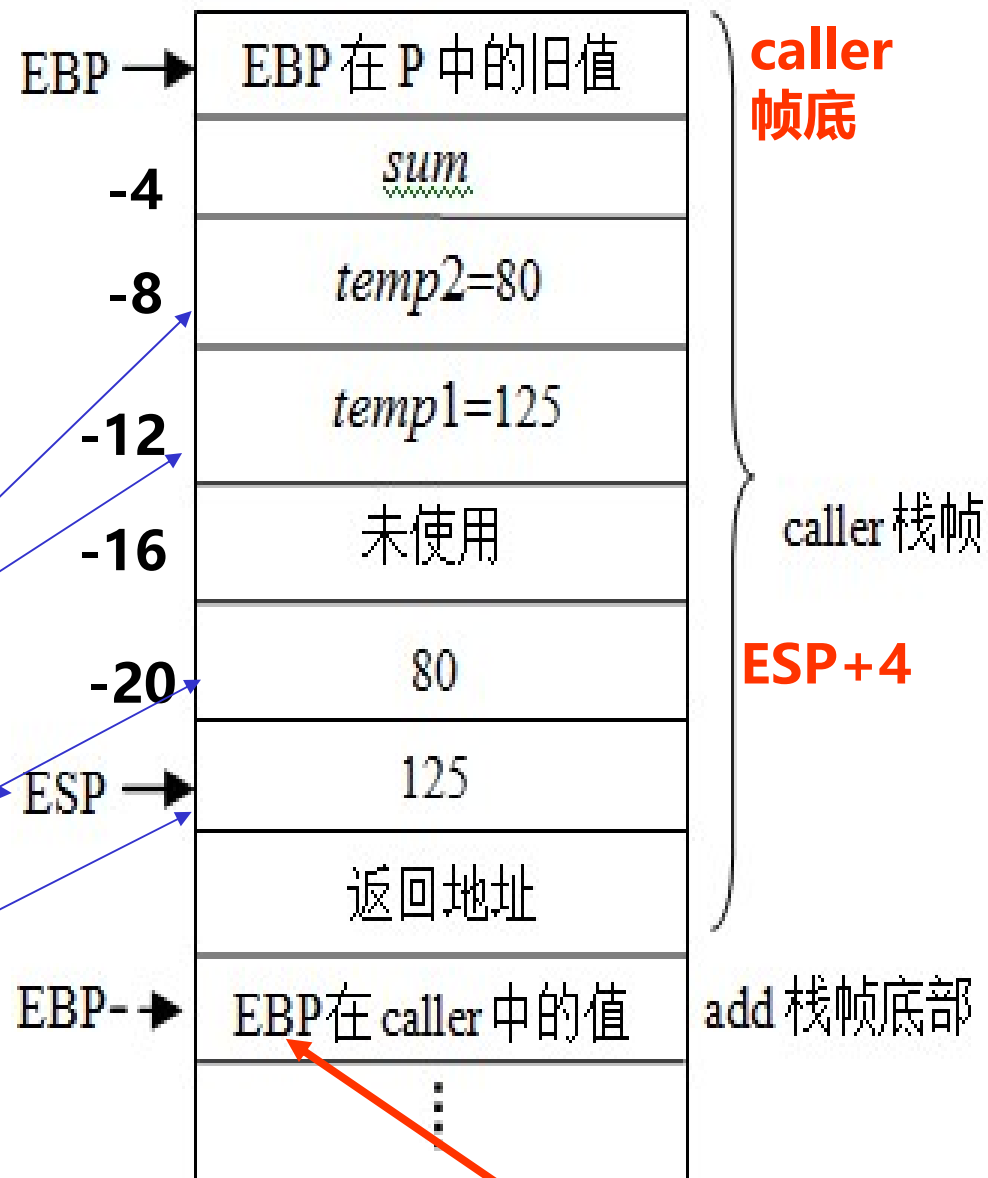 EBP
EBP 在 P 中的旧值
caller
帧底
-4
sum
-8
temp2=80
-12
temp1=125
-16
未使用
caller 栈帧
-20
80
ESP+4
ESP
125
返回地址
EBP-
EBP在 caller 中的值
add 栈帧底部